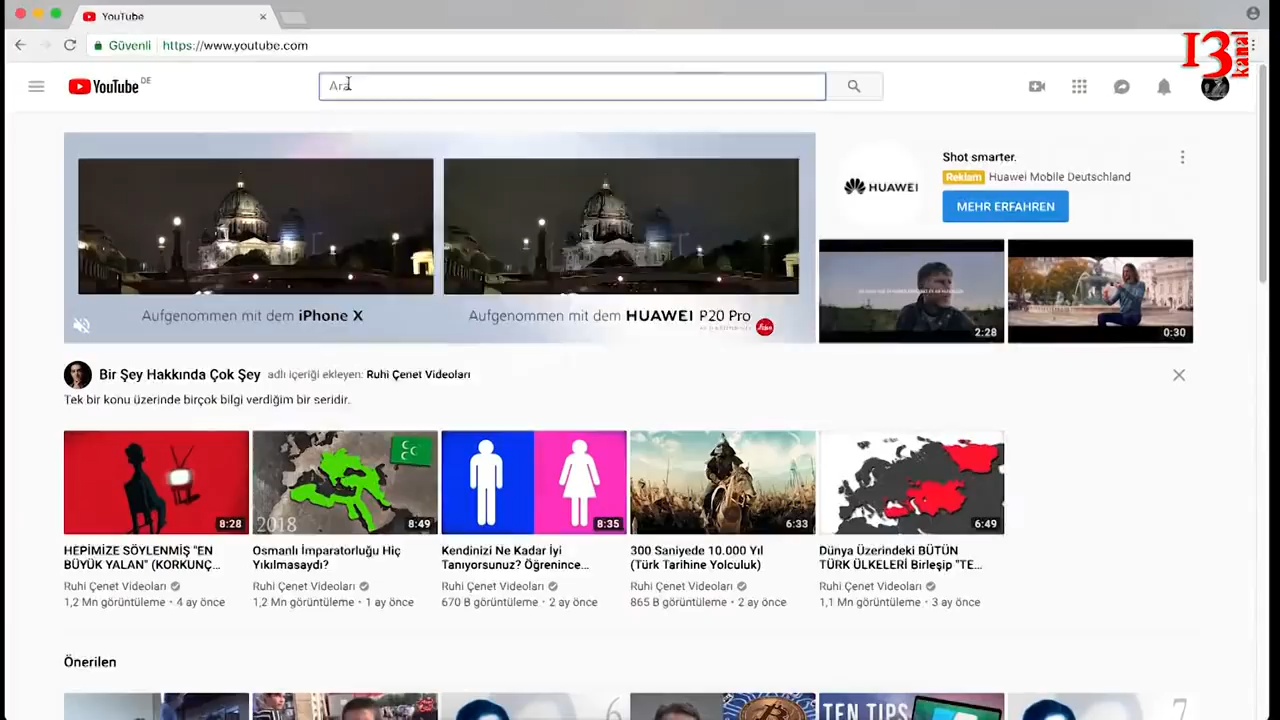 YouTube
Güvenli
https://www.youtube.com
13
kanal
YouTube DE
Ara
Aufgenommen mit dem iPhone X
Aufgenommen mit dem HUAWEI P20 Pro
HUAWEI
Shot smarter.
Reklam Huawei Mobile Deutschland
MEHR ERFAHREN
2:28
0:30
Bir Şey Hakkında Çok Şey adlı içeriği ekleyen: Ruhi Çenet Videoları
Tek bir konu üzerinde birçok bilgi verdiğim bir seridir.
8:28
2018
8:49
8:35
6:33
6:49
HEPİMİZE SÖYLENMİŞ "EN
BÜYÜK YALAN" (KORKUNÇ...
Ruhi Çenet Videoları
1,2 Mn görüntüleme • 4 ay önce
Osmanlı İmparatorluğu Hiç
Yıkılmasaydı?
Ruhi Çenet Videoları
1,2 Mn görüntüleme • 1 ay önce
Kendinizi Ne Kadar İyi
Tanıyorsunuz? Öğrenince...
Ruhi Çenet Videoları
670 B görüntüleme • 2 ay önce
300 Saniyede 10.000 Yıl
(Türk Tarihine Yolculuk)
Ruhi Çenet Videoları
865 B görüntüleme • 2 ay önce
Dünya Üzerindeki BÜTÜN
TÜRK ÜLKELERİ Birleşip "TE...
Ruhi Çenet Videoları
1,1 Mn görüntüleme • 3 ay önce
Önerilen
6
TEN TIPS
7